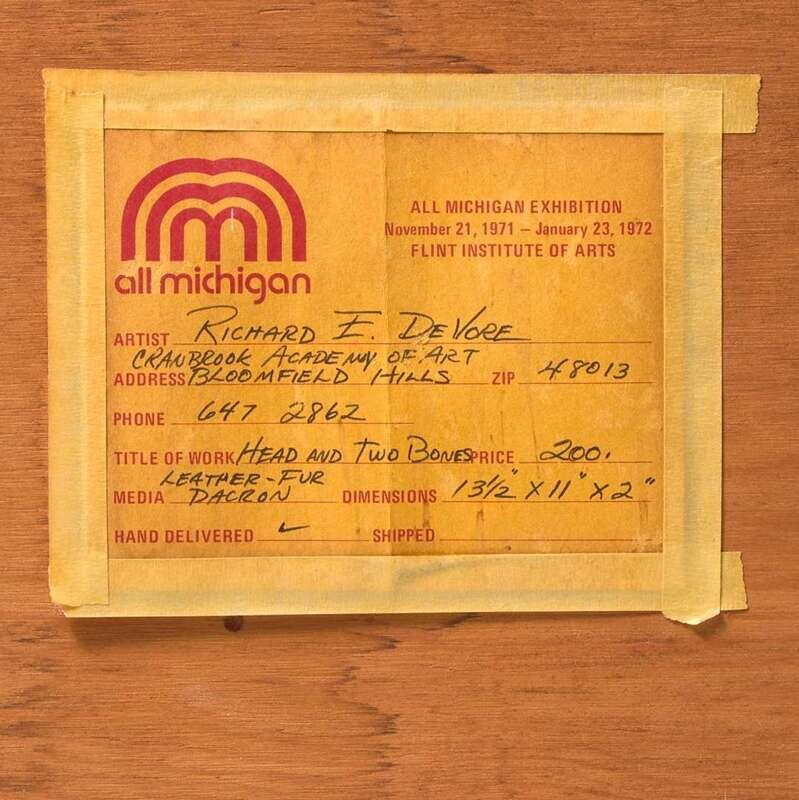 m
all michigan
ALL MICHIGAN EXHIBITION
November 21, 1971 – January 23, 1972
FLINT INSTITUTE OF ARTS
ARTIST RICHARD E. DEVORE
CRANBROOK ACADEMY OF ART
ADDRESS BLOOMFIELD HILLS ZIP 48013
PHONE 647 2862
TITLE OF WORK HEAD AND TWO BONES PRICE 200.
LEATHER-FUR
MEDIA DACRON DIMENSIONS 13½" X 11" X 2"
HAND DELIVERED ✓ SHIPPED